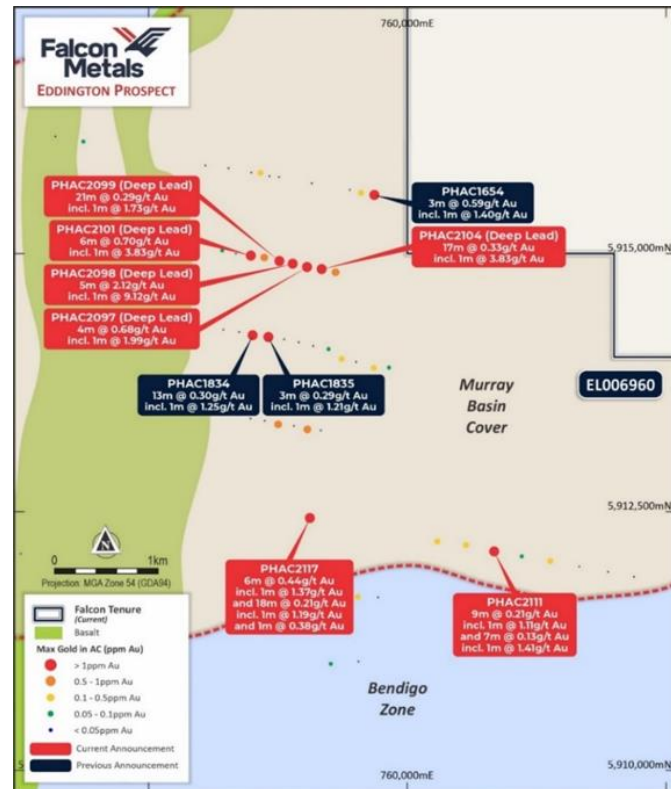 760,000mE
Falcon
Metals
EDDINGTON PROSPECT
PHAC2099 (Deep Lead)
21m @ 0.29g/t Au
incl. 1m @ 1.73g/t Au
PHAC1654
3m @ 0.59g/t Au
incl. 1m @ 1.40g/t Au
PHAC2101 (Deep Lead)
6m @ 0.70g/t Au
incl. 1m @ 3.83g/t Au
PHAC2104 (Deep Lead)
17m @ 0.33g/t Au
incl. 1m @ 3.83g/t Au
5,915,000mN
PHAC2098 (Deep Lead)
5m @ 2.12g/t Au
incl. 1m @ 9.12g/t Au
PHAC2097 (Deep Lead)
4m @ 0.68g/t Au
incl. 1m @ 1.99g/t Au
PHAC1834
13m @ 0.30g/t Au
incl. 1m @ 1.25g/t Au
PHAC1835
3m @ 0.29g/t Au
incl. 1m @ 1.21g/t Au
EL006960
Murray
Basin
Cover
5,912,500mN
N
0 1km
Projection: MGA Zone 54 (GDA94)
PHAC2117
6m @ 0.44g/t Au
incl. 1m @ 1.37g/t Au
and 18m @ 0.21g/t Au
incl. 1m @ 1.19g/t Au
and 1m @ 0.38g/t Au
PHAC2111
9m @ 0.21g/t Au
incl. 1m @ 1.11g/t Au
and 7m @ 0.13g/t Au
incl. 1m @ 1.41g/t Au
Falcon Tenure
(Current)
Basalt
Max Gold in AC (ppm Au)
> 1ppm Au
0.5 - 1ppm Au
0.1 - 0.5ppm Au
0.05 - 0.1ppm Au
< 0.05ppm Au
Current Announcement
Previous Announcement
Bendigo
Zone
5,910,000mN
760,000mE